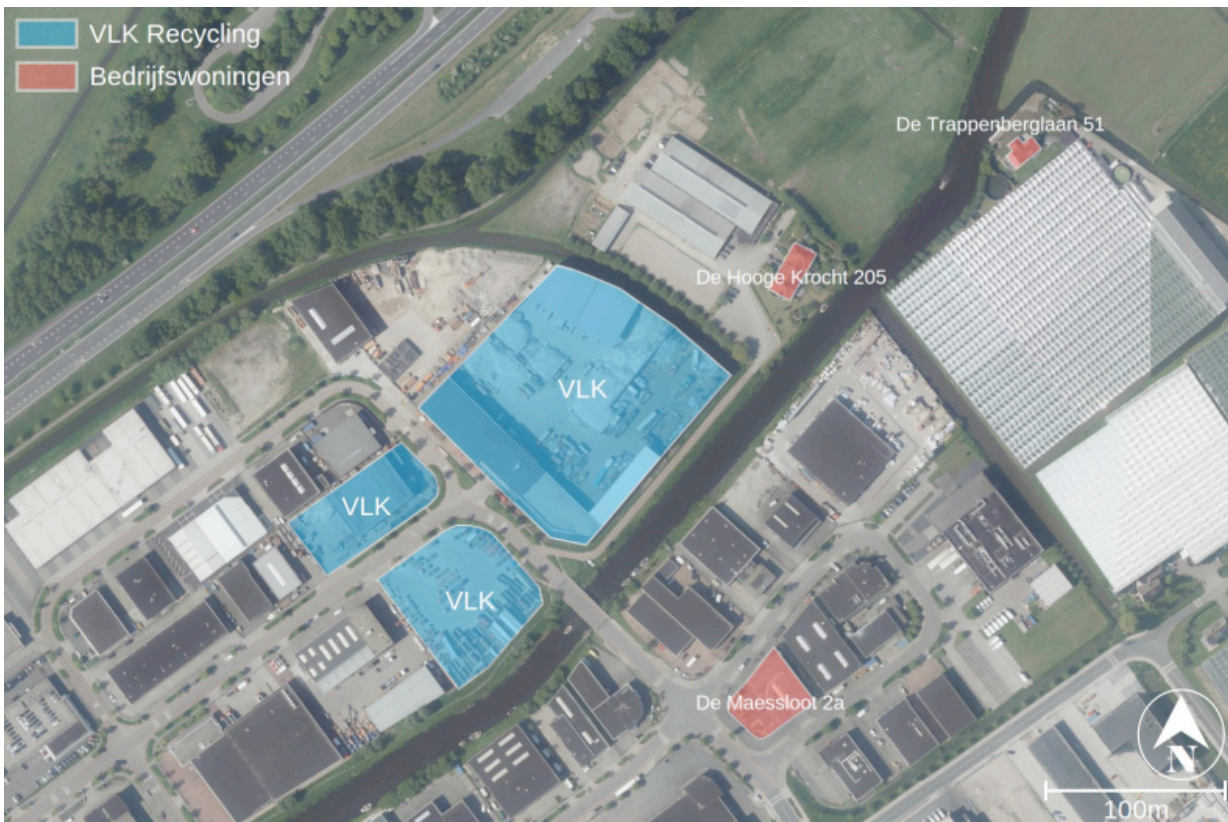 VLK Recycling
Bedrijfswoningen
De Trappenberglaan 51
De Hooge Krocht 205
VLK
VLK
VLK
De Maessloot 2a
N
100m